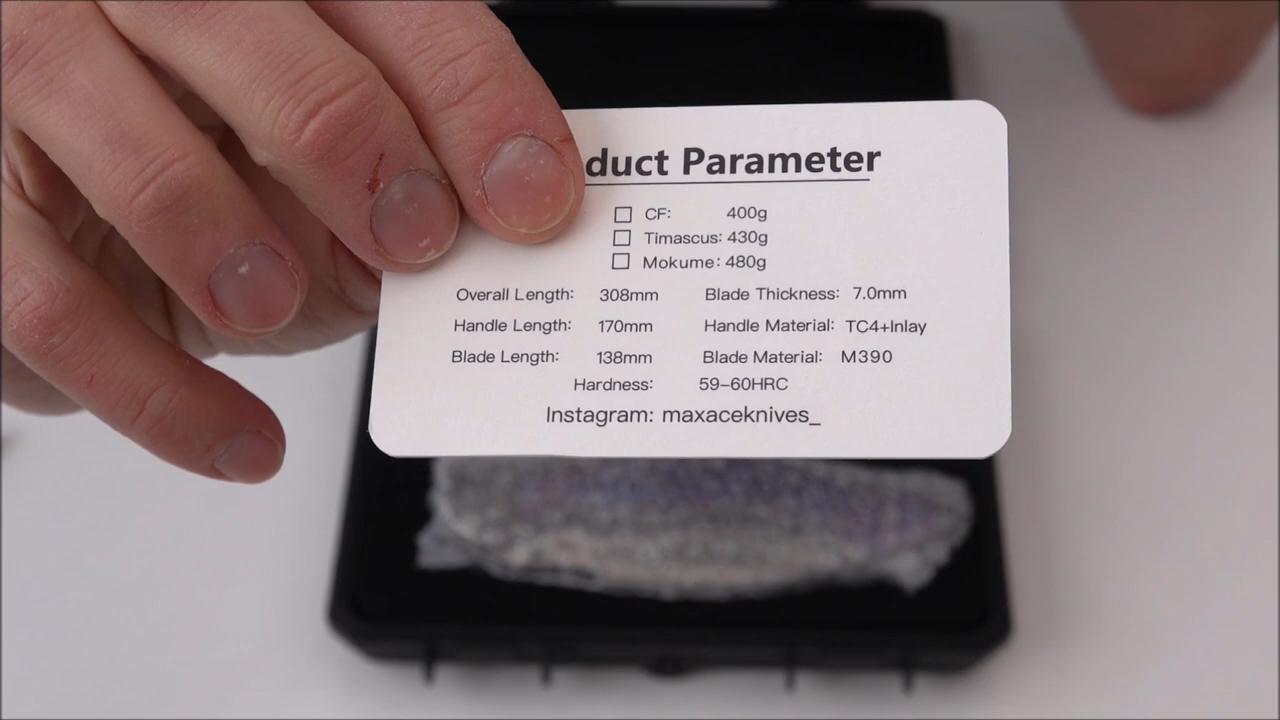 duct Parameter
☐ CF: 400g
☐ Timascus: 430g
☐ Mokume: 480g
Overall Length: 308mm Blade Thickness: 7.0mm
Handle Length: 170mm Handle Material: TC4+Inlay
Blade Length: 138mm Blade Material: M390
Hardness: 59-60HRC
Instagram: maxaceknives_